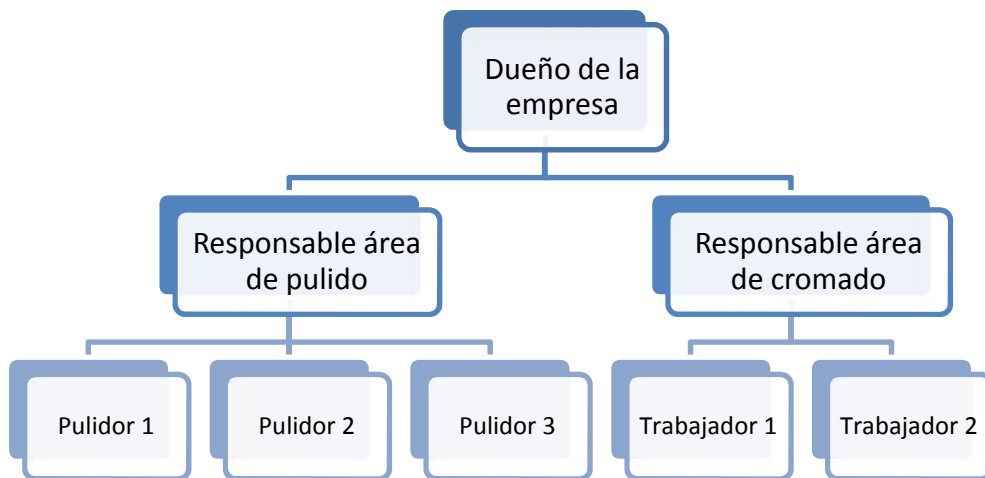 Dueño de la
empresa
Responsable área
de pulido
Responsable área
de cromado
Pulidor 1
Pulidor 2
Pulidor 3
Trabajador 1
Trabajador 2